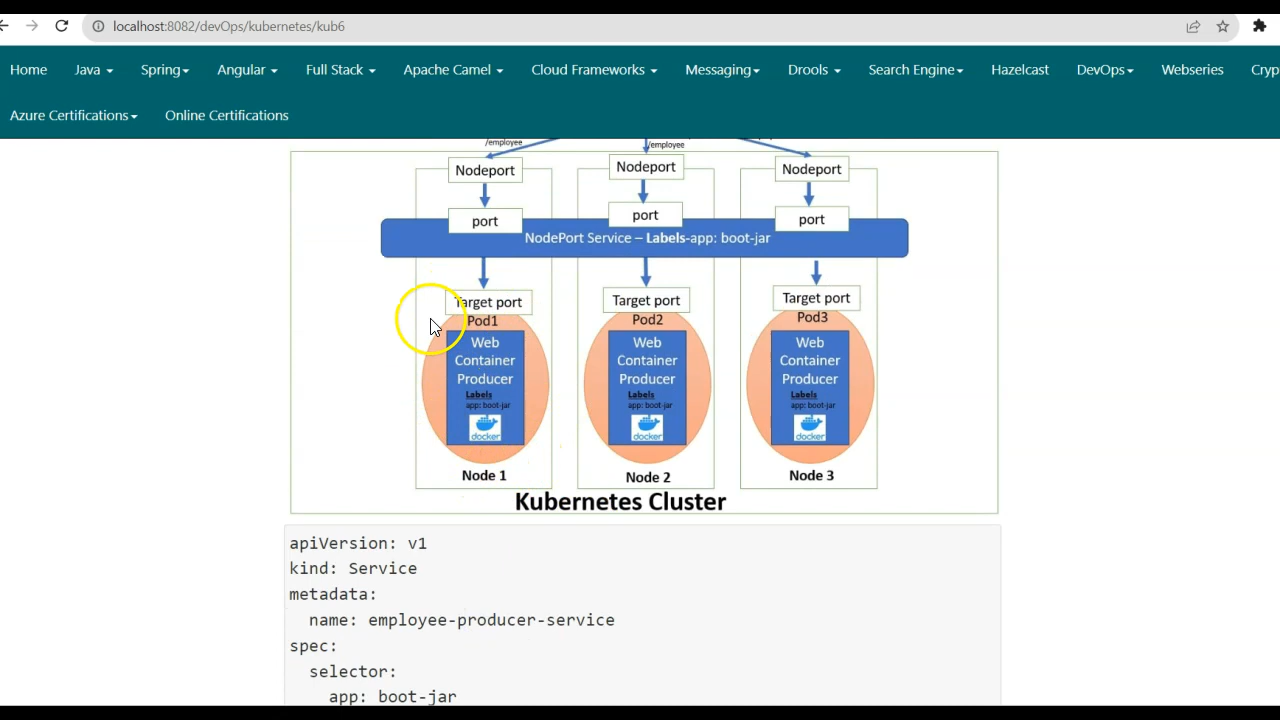 localhost:8082/devOps/kubernetes/kub6
Home Java Spring Angular Full Stack Apache Camel Cloud Frameworks Messaging Drools Search Engine Hazelcast DevOps Webseries Cryp
Azure Certifications Online Certifications
/employee /employee
Nodeport Nodeport Nodeport
port port port
NodePort Service – Labels-app: boot-jar
Target port Target port Target port
Pod1 Pod2 Pod3
Web Web Web
Container Container Container
Producer Producer Producer
Labels Labels Labels
app: boot-jar app: boot-jar app: boot-jar
docker docker docker
Node 1 Node 2 Node 3
Kubernetes Cluster
apiVersion: v1
kind: Service
metadata:
name: employee-producer-service
spec:
selector:
app: boot-jar